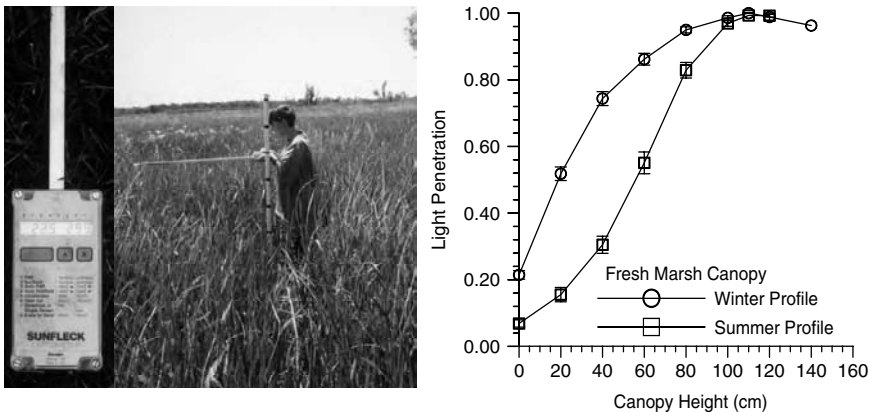 SUNFLECK
Light Penetration
1.00
0.80
0.60
0.40
0.20
0.00
Fresh Marsh Canopy
Winter Profile
Summer Profile
0 20 40 60 80 100 120 140 160
Canopy Height (cm)